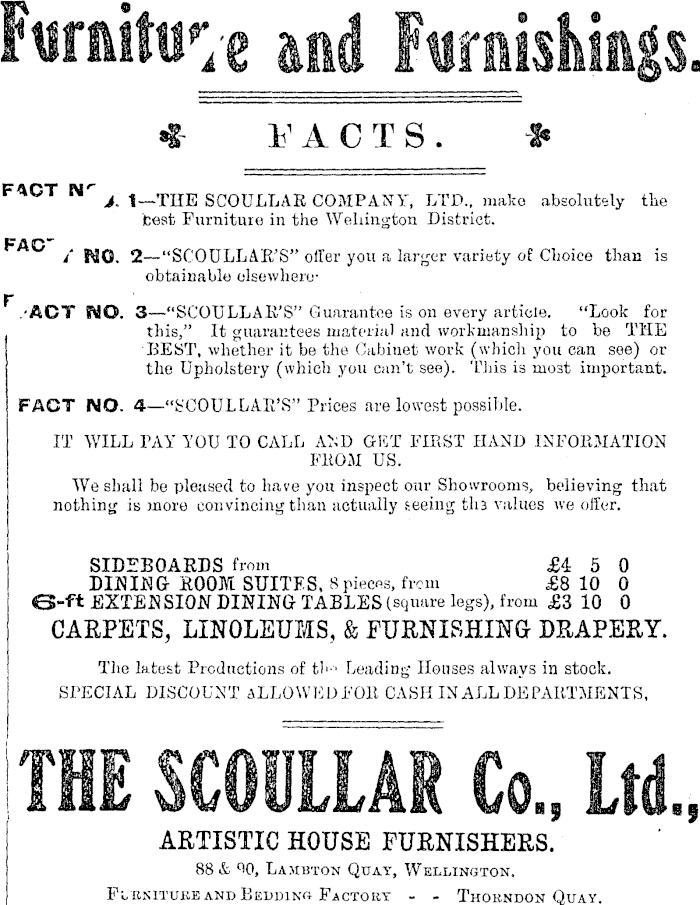 Furniture and Furnishings.
FACTS.
FACT NO. 1—THE SCOULLAR COMPANY, LTD., make absolutely the
best Furniture in the Wellington District.
FACT NO. 2—“SCOULLAR'S” offer you a larger variety of Choice than is
obtainable elsewhere.
FACT NO. 3—“SCOULLAR'S” Guarantee is on every article. “Look for
this,” It guarantees material and workmanship to be THE
BEST, whether it be the Cabinet work (which you can see) or
the Upholstery (which you can't see). This is most important.
FACT NO. 4—“SCOULLAR'S” Prices are lowest possible.
IT WILL PAY YOU TO CALL AND GET FIRST HAND INFORMATION
FROM US.
We shall be pleased to have you inspect our Showrooms, believing that
nothing is more convincing than actually seeing the values we offer.
SIDEBOARDS from £4 5 0
DINING ROOM SUITES, 8 pieces, from £8 10 0
6-ft EXTENSION DINING TABLES (square legs), from £3 10 0
CARPETS, LINOLEUMS, & FURNISHING DRAPERY.
The latest Productions of the Leading Houses always in stock.
SPECIAL DISCOUNT ALLOWED FOR CASH IN ALL DEPARTMENTS,
THE SCOULLAR Co., Ltd.,
ARTISTIC HOUSE FURNISHERS.
88 & 90, LAMBTON QUAY, WELLINGTON.
FURNITURE AND BEDDING FACTORY - - THORNDON QUAY.